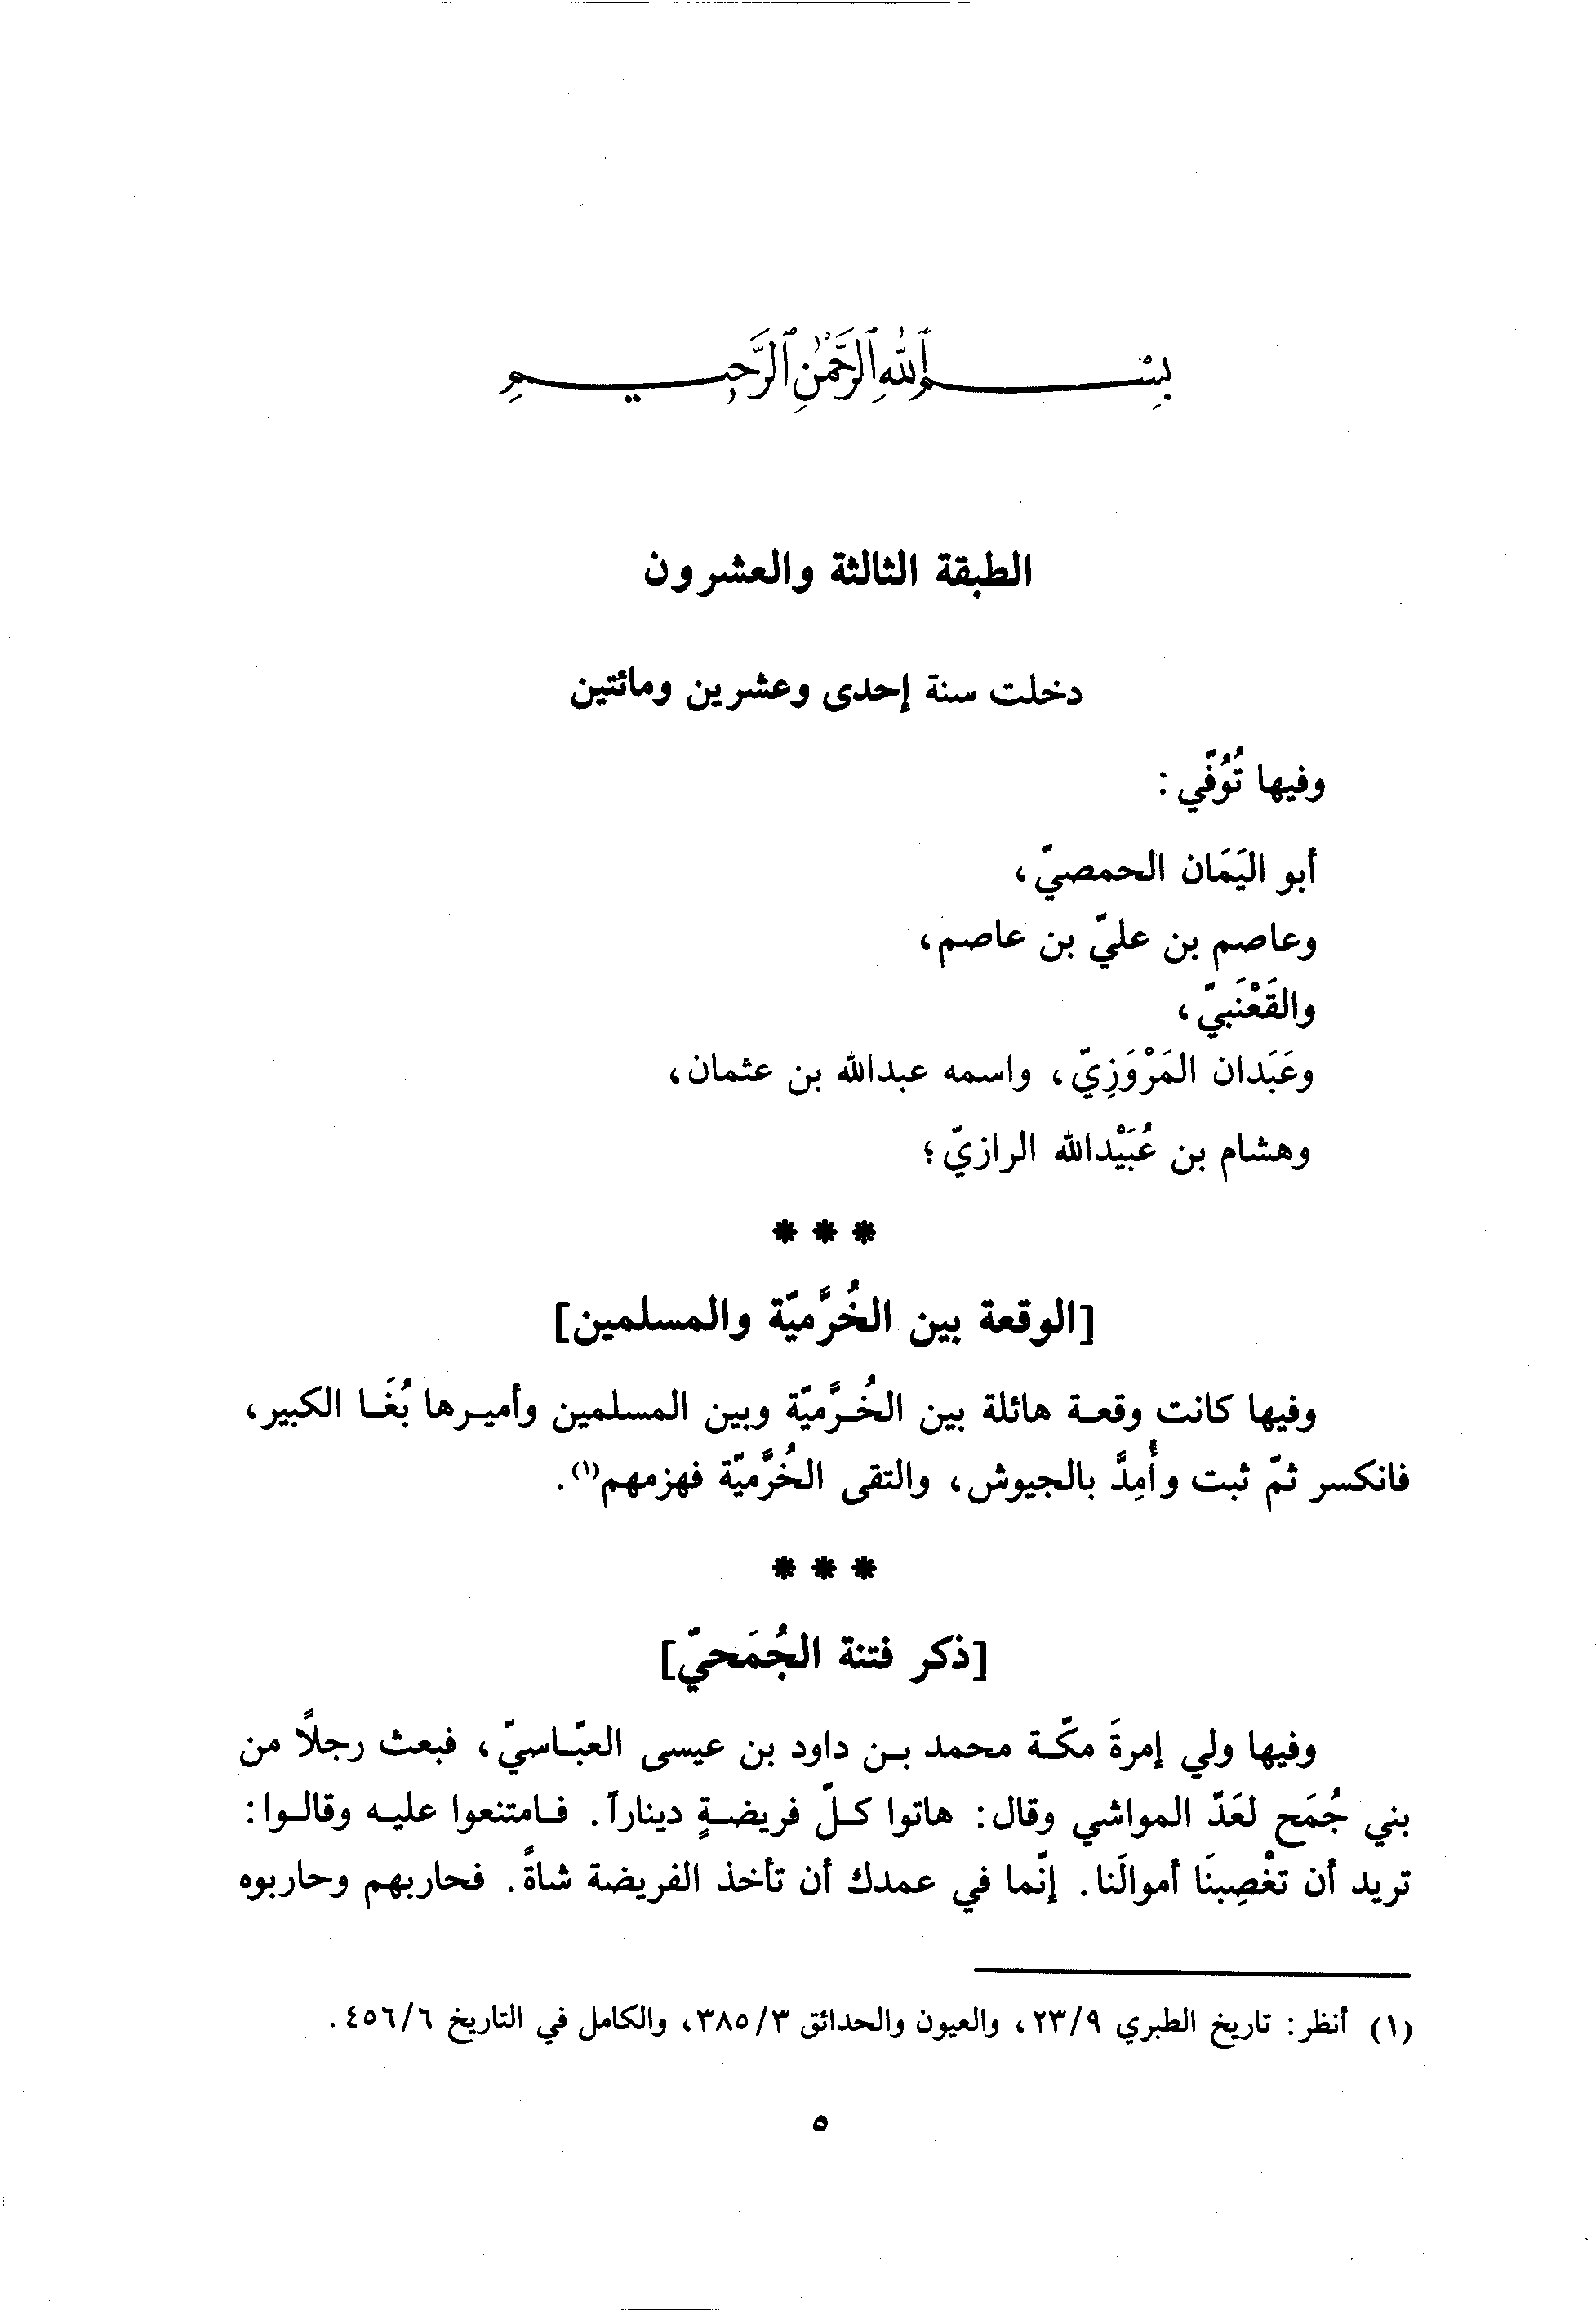 بِسْمِ ٱللَّهِ ٱلرَّحْمَٰنِ ٱلرَّحِيمِ
الطبقة الثالثة والعشرون
دخلت سنة إحدى وعشرين ومائتين
وفيها تُوُفّي :
أبو اليَمَان الحمصيّ،
وعاصم بن عليّ بن عاصم،
والقَعْنَبيّ،
وعَبَدان المَرْوَزِيّ، واسمه عبدالله بن عثمان،
وهشام بن عُبَيْدالله الرازيّ؛
* * *
[الوقعة بين الخُرَّميّة والمسلمين]
وفيها كانت وقعة هائلة بين الخُرَّميّة وبين المسلمين وأميرها بُغَا الكبير،
فانكسر ثمّ ثبت وأُمِدَّ بالجيوش، والتقى الخُرَّميّة فهزمهم(١).
* * *
[ذكر فتنة الجُمَحيّ]
وفيها ولي إمرةَ مكّة محمد بن داود بن عيسى العبّاسيّ، فبعث رجلاً من
بني جُمَح لعَدّ المواشي وقال: هاتوا كلّ فريضةٍ ديناراً. فامتنعوا عليه وقالوا:
تريد أن تغْصِبنَا أموالَنا. إنّما في عمدك أن تأخذ الفريضة شاةً. فحاربهم وحاربوه
(١) أنظر: تاريخ الطبري ٢٣/٩، والعيون والحدائق ٣٨٥/٣، والكامل في التاريخ ٤٥٦/٦.
٥